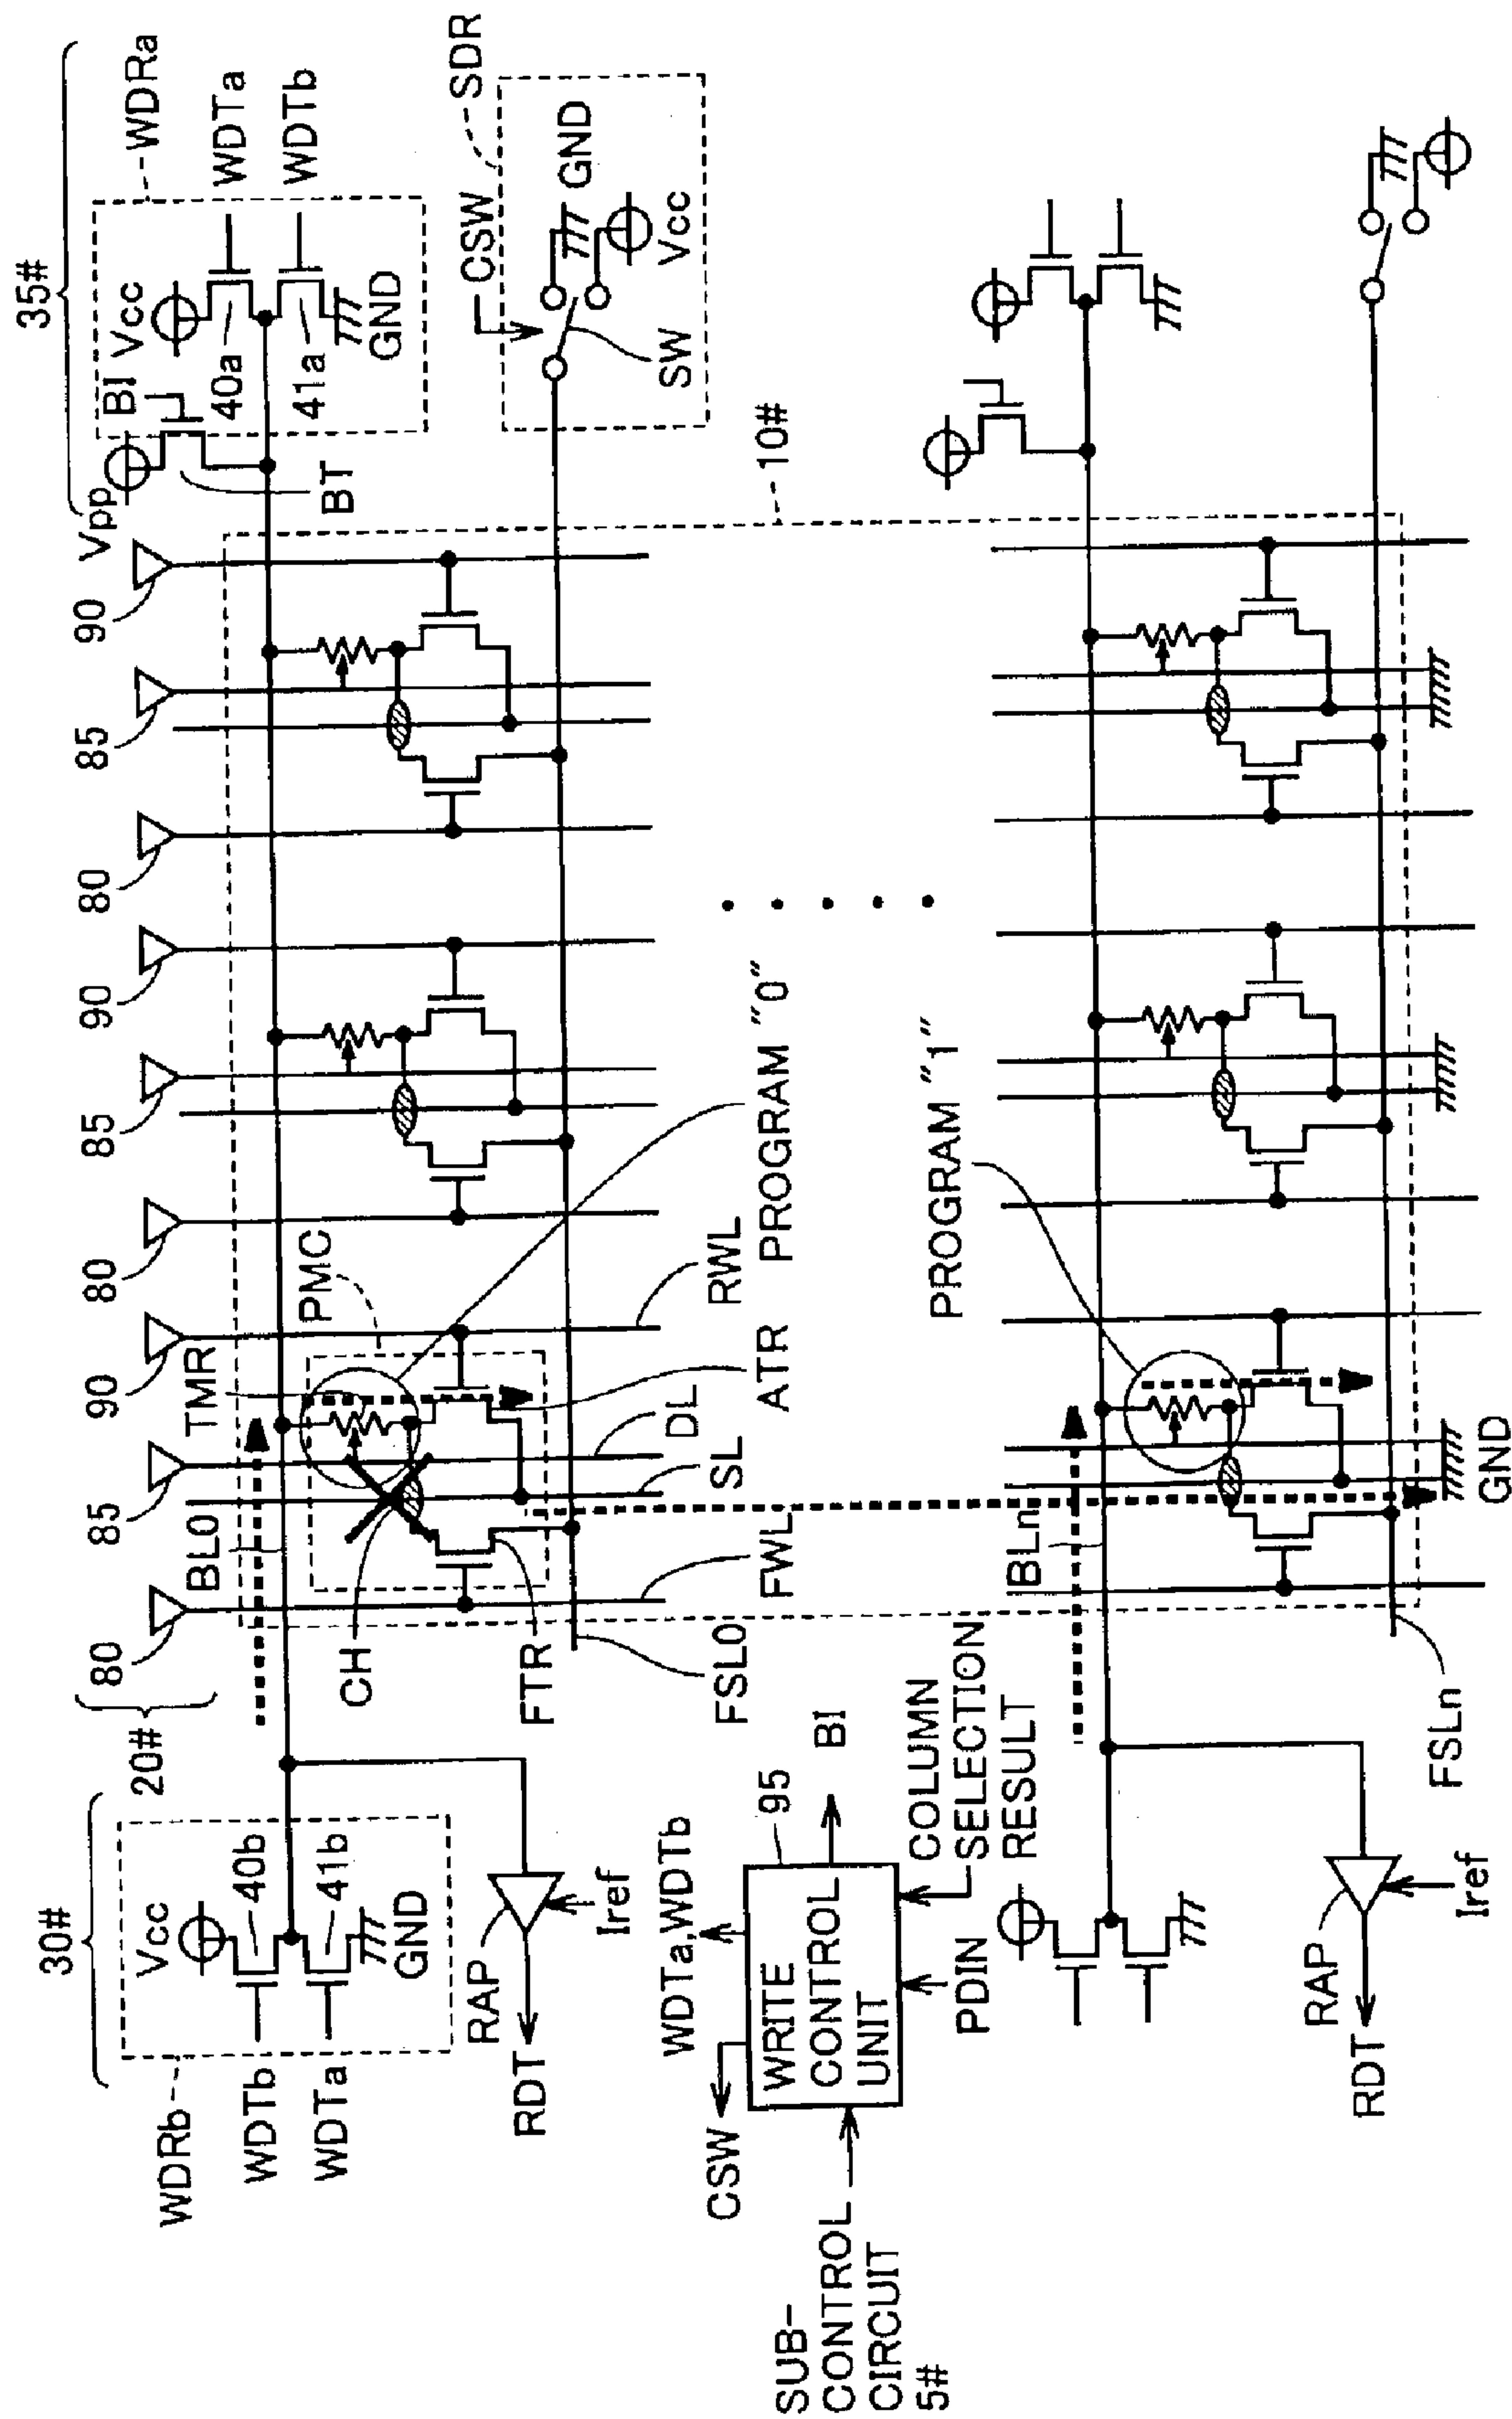 35#
WDRa
WDTa
WDTb
Vcc
BI
40a
41a
GND
Vpp
BT
SDR
CSW
GND
Vcc
SW
10#
90
85
80
90
85
80
90
85
80
20#
TMR
PMC
BL0
CH
FTR
FSL0
FWL
SL
DL
ATR
RWL
PROGRAM "0"
PROGRAM "1"
BLn
FSLn
GND
30#
Vcc
40b
41b
GND
WDRb
WDTb
WDTa
RAP
Iref
RDT
WDTa,WDTb
95
BI
CSW
WRITE
CONTROL
UNIT
PDIN
COLUMN
SELECTION
RESULT
SUB-
CONTROL
CIRCUIT
5#
RAP
Iref
RDT